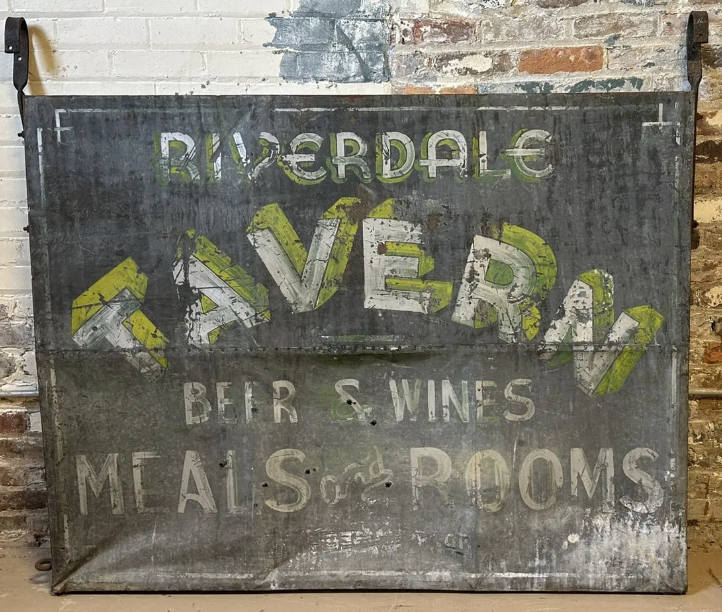 RIVERDALE
TAVERN
BEER & WINES
MEALS and ROOMS